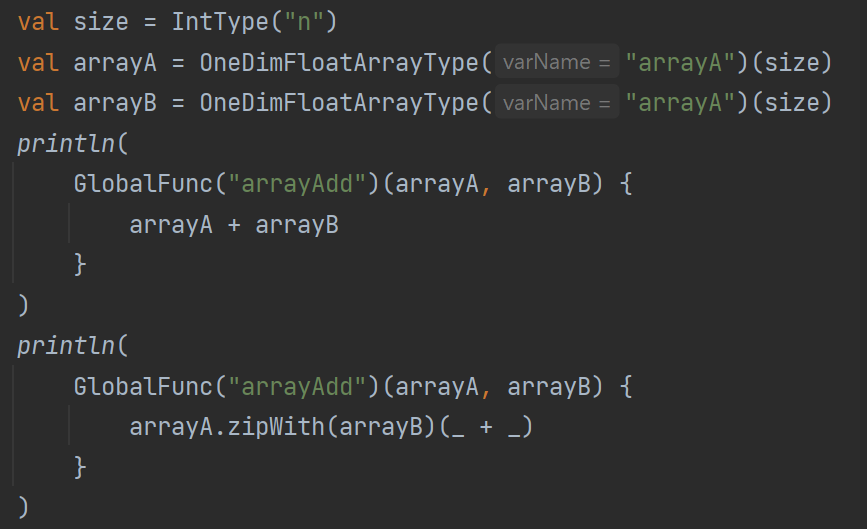 val size = IntType("n")
val arrayA = OneDimFloatArrayType( varName = "arrayA")(size)
val arrayB = OneDimFloatArrayType( varName = "arrayA")(size)
println(
    GlobalFunc("arrayAdd")(arrayA, arrayB) {
        arrayA + arrayB
    }
)
println(
    GlobalFunc("arrayAdd")(arrayA, arrayB) {
        arrayA.zipWith(arrayB)(_ + _)
    }
)